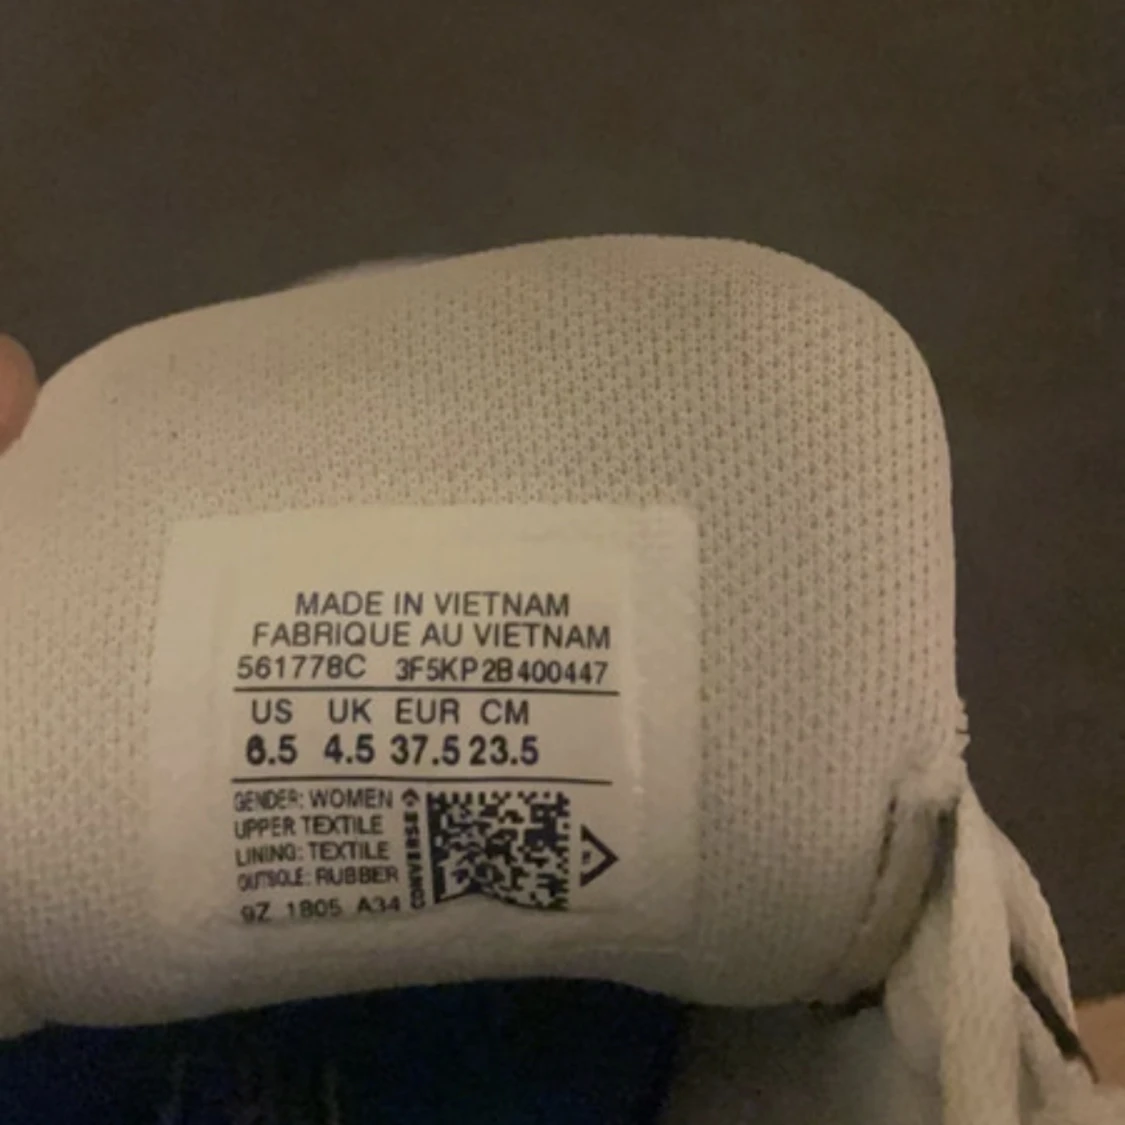 MADE IN VIETNAM
FABRIQUE AU VIETNAM
561778C 3F5KP2B400447
US UK EUR CM
6.5 4.5 37.5 23.5
GENDER: WOMEN
UPPER TEXTILE
LINING: TEXTILE
OUTSOLE: RUBBER
9Z 1805 A34
CONVERSE